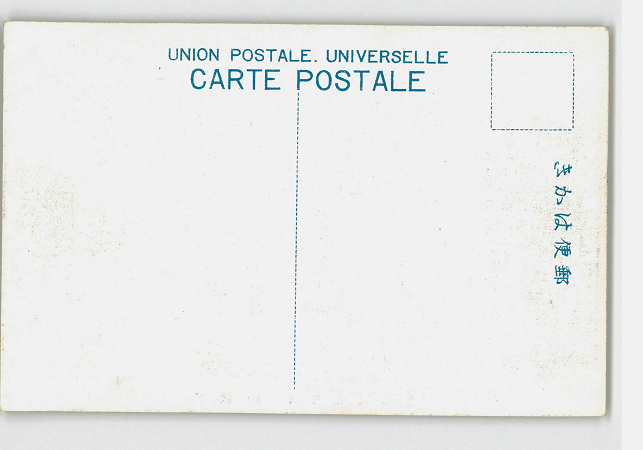 UNION POSTALE. UNIVERSELLE
CARTE POSTALE
きかは便郵